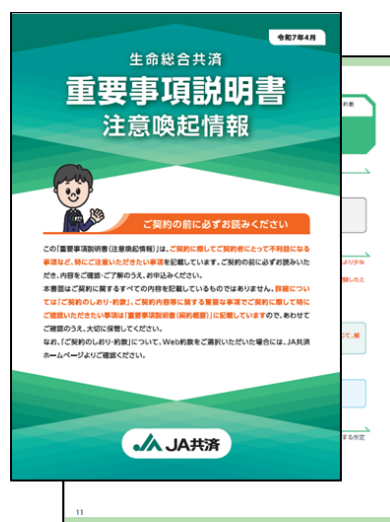 令和7年4月
生命総合共済
重要事項説明書
注意喚起情報
ご契約の前に必ずお読みください
この「重要事項説明書(注意喚起情報)」は、ご契約に際してご契約者にとって不利益になる
事項など、特にご注意いただきたい事項を記載しています。ご契約の前に必ずお読みいた
だき、内容をご確認・ご了解のうえ、お申込みください。
本書面はご契約に関するすべての内容を記載しているものではありません。詳細につい
ては「ご契約のしおり・約款」、ご契約内容等に関する重要な事項でご契約に際して特に
ご確認いただきたい事項は「重要事項説明書(契約概要)」に記載していますので、あわせて
ご確認のうえ、大切に保管してください。
なお、「ご契約のしおり・約款」について、Web約款をご選択いただいた場合には、JA共済
ホームページよりご確認ください。
JA共済
する所定
11